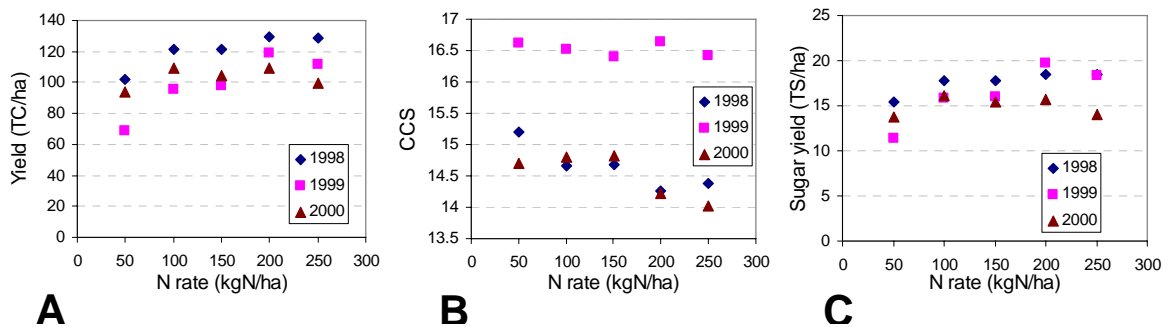 140
120
100
80
60
40
20
0
0 50 100 150 200 250 300
Yield (TC/ha)
N rate (kgN/ha)
1998
1999
2000
A
17
16.5
16
15.5
15
14.5
14
13.5
0 50 100 150 200 250 300
CCS
N rate (kgN/ha)
1998
1999
2000
B
25
20
15
10
5
0
0 50 100 150 200 250 300
Sugar yield (TS/ha)
N rate (kgN/ha)
1998
1999
2000
C